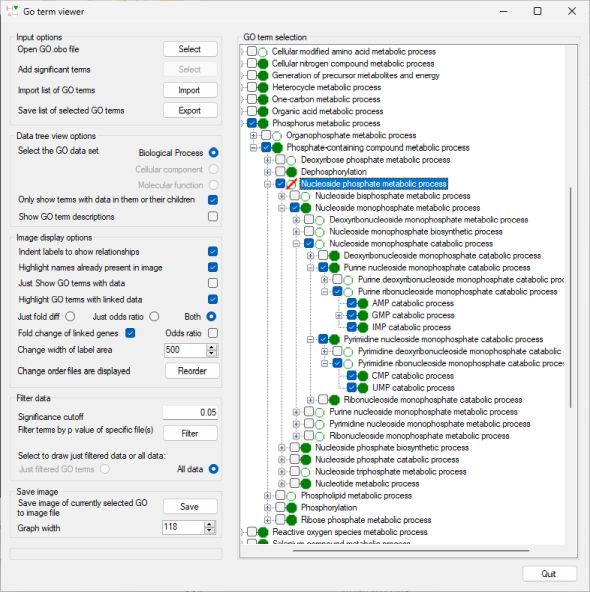 Go term viewer
Input options
Open GO.obo file
Select
Add significant terms
Select
Import list of GO terms
Import
Save list of selected GO terms
Export
Data tree view options
Select the GO data set
Biological Process
Cellular component
Molecular function
Only show terms with data in them or their children
Show GO term descriptions
Image display options
Indent labels to show relationships
Highlight names already present in image
Just Show GO terms with data
Highlight GO terms with linked data
Just fold diff
Just odds ratio
Both
Fold change of linked genes
Odds ratio
Change width of label area
500
Change order files are displayed
Reorder
Filter data
Significance cutoff
0.05
Filter terms by p value of specific file(s)
Filter
Select to draw just filtered data or all data:
Just filtered GO terms
All data
Save image
Save image of currently selected GO
to image file
Save
Graph width
118
GO term selection
Cellular modified amino acid metabolic process
Cellular nitrogen compound metabolic process
Generation of precursor metabolites and energy
Heterocycle metabolic process
One-carbon metabolic process
Organic acid metabolic process
Phosphorus metabolic process
Organophosphate metabolic process
Phosphate-containing compound metabolic process
Deoxyribose phosphate metabolic process
Dephosphorylation
Nucleoside phosphate metabolic process
Nucleoside bisphosphate metabolic process
Nucleoside monophosphate metabolic process
Deoxyribonucleoside monophosphate metabolic process
Nucleoside monophosphate biosynthetic process
Nucleoside monophosphate catabolic process
Deoxyribonucleoside monophosphate catabolic process
Purine nucleoside monophosphate catabolic process
Purine deoxyribonucleoside monophosphate catabolic proc
Purine ribonucleoside monophosphate catabolic process
AMP catabolic process
GMP catabolic process
IMP catabolic process
Pyrimidine nucleoside monophosphate catabolic process
Pyrimidine deoxyribonucleoside monophosphate catabolic
Pyrimidine ribonucleoside monophosphate catabolic proces
CMP catabolic process
UMP catabolic process
Ribonucleoside monophosphate catabolic process
Purine nucleoside monophosphate metabolic process
Pyrimidine nucleoside monophosphate metabolic process
Ribonucleoside monophosphate metabolic process
Nucleoside phosphate biosynthetic process
Nucleoside phosphate catabolic process
Nucleoside triphosphate metabolic process
Nucleotide metabolic process
Phospholipid metabolic process
Phosphorylation
Ribose phosphate metabolic process
Reactive oxygen species metabolic process
Selenium compound metabolic process
Quit